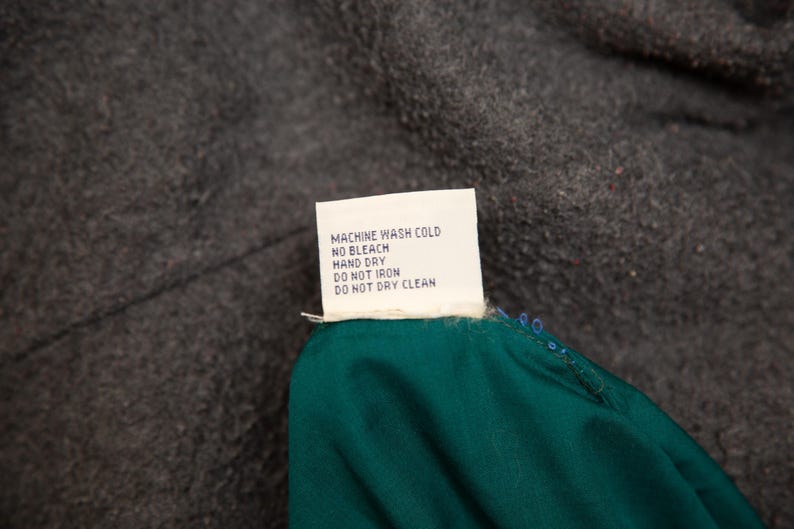 MACHINE WASH COLD
NO BLEACH
HAND DRY
DO NOT IRON
DO NOT DRY CLEAN